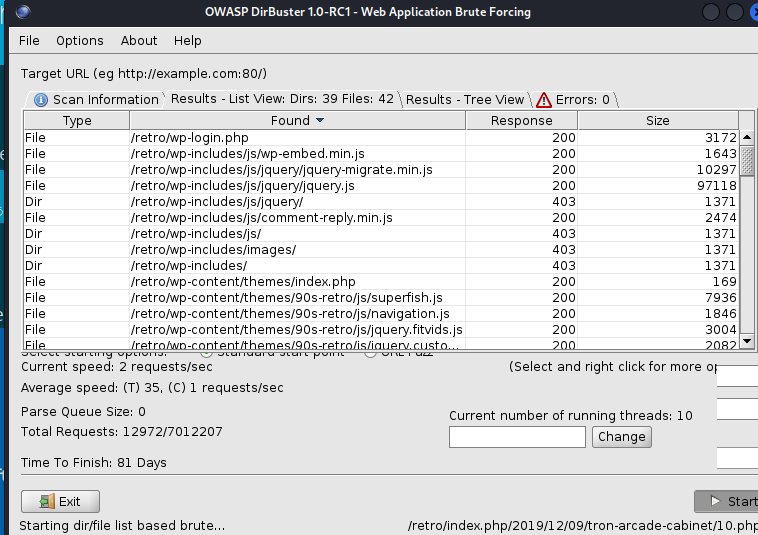 OWASP DirBuster 1.0-RC1 - Web Application Brute Forcing
File Options About Help
Target URL (eg http://example.com:80/)
Scan Information Results - List View: Dirs: 39 Files: 42 Results - Tree View Errors: 0
Type Found Response Size
File /retro/wp-login.php 200 3172
File /retro/wp-includes/js/wp-embed.min.js 200 1643
File /retro/wp-includes/js/jquery/jquery-migrate.min.js 200 10297
File /retro/wp-includes/js/jquery/jquery.js 200 97118
Dir /retro/wp-includes/js/jquery/ 403 1371
File /retro/wp-includes/js/comment-reply.min.js 200 2474
Dir /retro/wp-includes/js/ 403 1371
Dir /retro/wp-includes/images/ 403 1371
Dir /retro/wp-includes/ 403 1371
File /retro/wp-content/themes/index.php 200 169
File /retro/wp-content/themes/90s-retro/js/superfish.js 200 7936
File /retro/wp-content/themes/90s-retro/js/navigation.js 200 1846
File /retro/wp-content/themes/90s-retro/js/jquery.fitvids.js 200 3004
File /retro/wp-content/themes/90s-retro/js/jquery.custo... 200 2082
Select starting options: Standard start point URL Fuzz
Current speed: 2 requests/sec (Select and right click for more op
Average speed: (T) 35, (C) 1 requests/sec
Parse Queue Size: 0
Current number of running threads: 10
Total Requests: 12972/7012207
Change
Time To Finish: 81 Days
Exit Start
Starting dir/file list based brute... /retro/index.php/2019/12/09/tron-arcade-cabinet/10.php